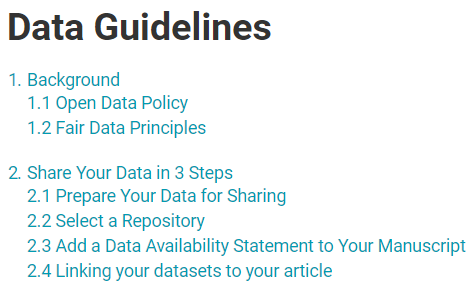 Data Guidelines
1. Background
1.1 Open Data Policy
1.2 Fair Data Principles
2. Share Your Data in 3 Steps
2.1 Prepare Your Data for Sharing
2.2 Select a Repository
2.3 Add a Data Availability Statement to Your Manuscript
2.4 Linking your datasets to your article